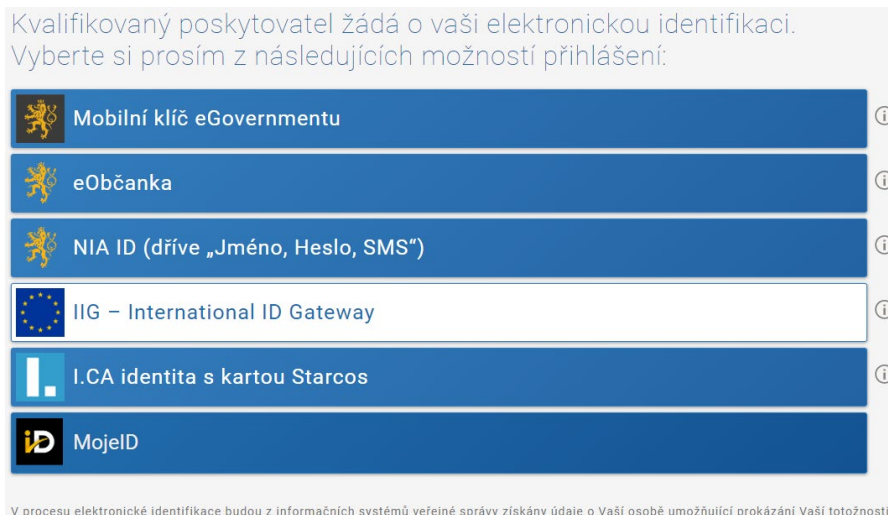 Kvalifikovaný poskytovatel žádá o vaši elektronickou identifikaci.
Vyberte si prosím z následujících možností přihlášení:
Mobilní klíč eGovernmentu
eObčanka
NIA ID (dříve „Jméno, Heslo, SMS“)
IIG – International ID Gateway
I.CA identita s kartou Starcos
iD MojeID
V procesu elektronické identifikace budou z informačních systémů veřejné správy získány údaje o Vaší osobě umožňující prokázání Vaší totožnosti